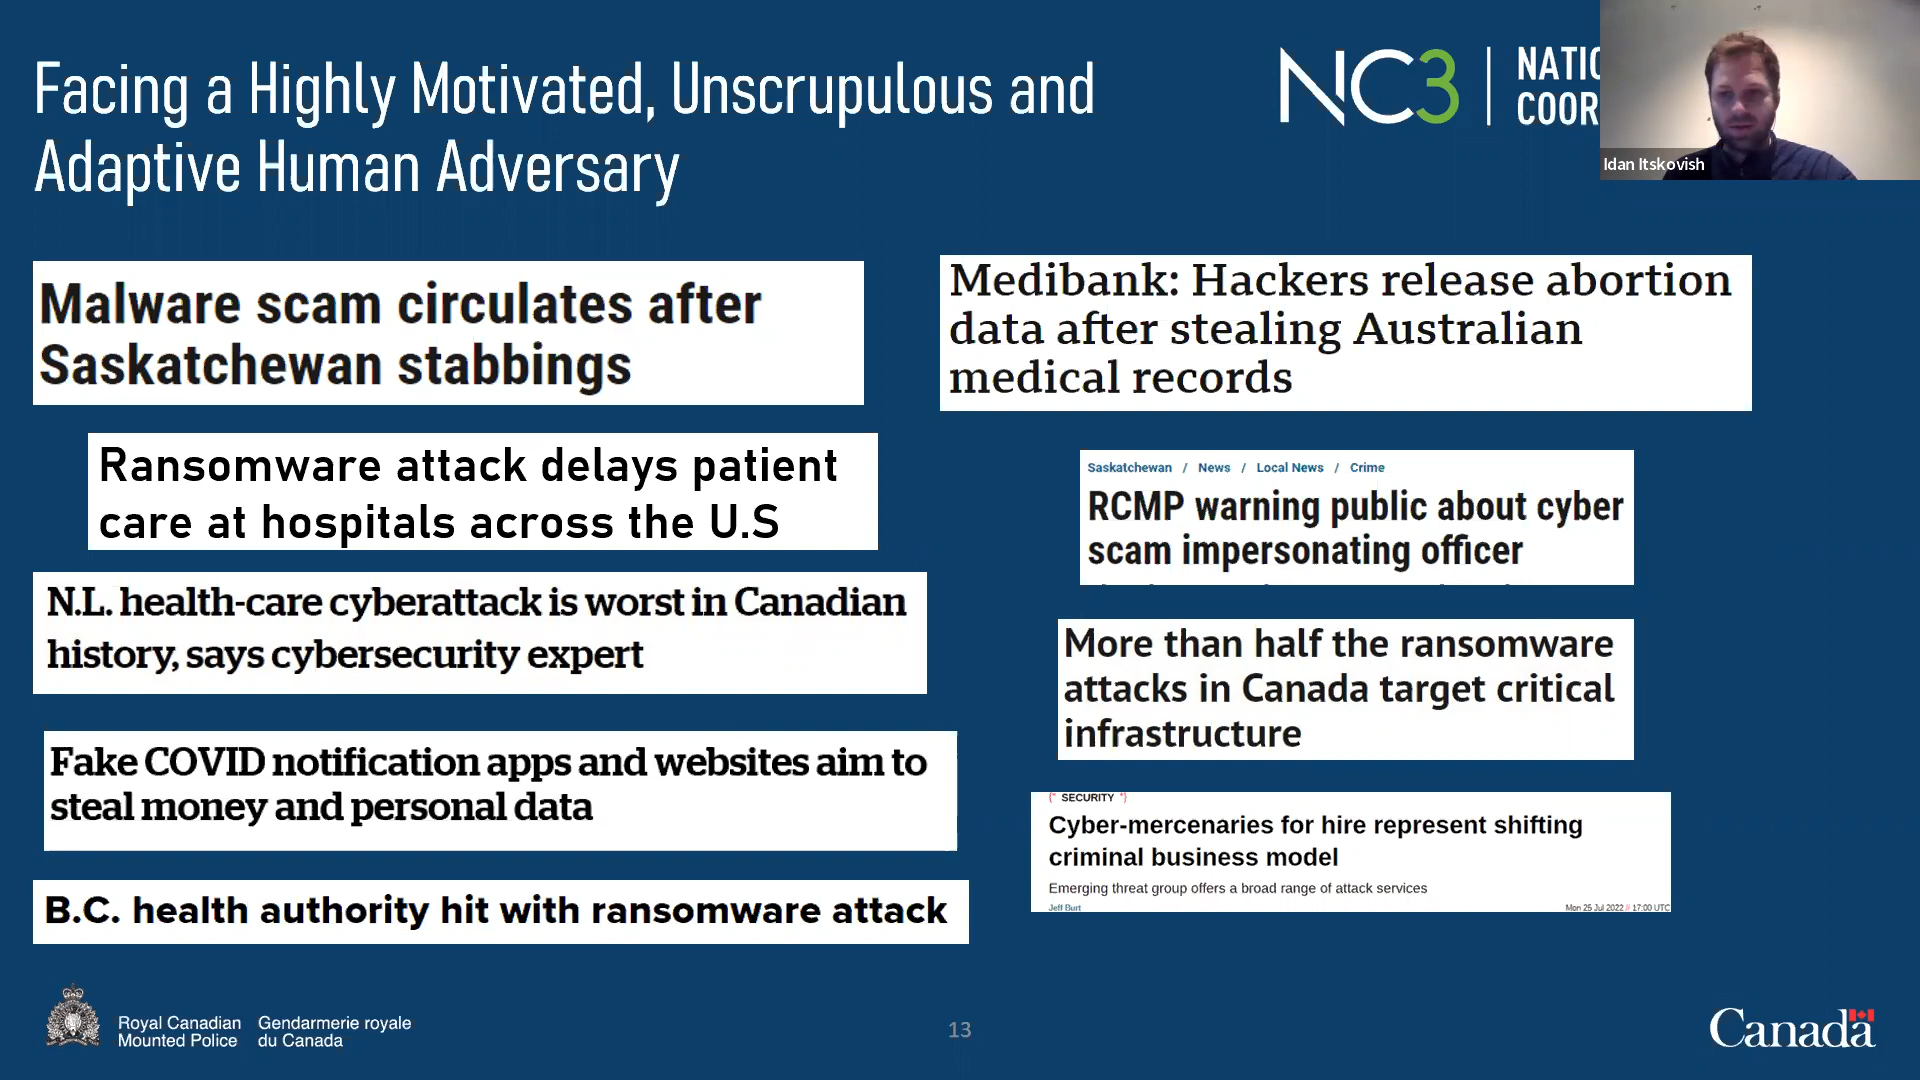 Facing a Highly Motivated, Unscrupulous and
Adaptive Human Adversary
NC3
Idan Itskovish
Malware scam circulates after
Saskatchewan stabbings
Ransomware attack delays patient
care at hospitals across the U.S
N.L. health-care cyberattack is worst in Canadian
history, says cybersecurity expert
Fake COVID notification apps and websites aim to
steal money and personal data
B.C. health authority hit with ransomware attack
Medibank: Hackers release abortion
data after stealing Australian
medical records
Saskatchewan / News / Local News / Crime
RCMP warning public about cyber
scam impersonating officer
More than half the ransomware
attacks in Canada target critical
infrastructure
{* SECURITY *}
Cyber-mercenaries for hire represent shifting
criminal business model
Emerging threat group offers a broad range of attack services
Jeff Burt
Mon 25 Jul 2022 // 17:00 UTC
Royal Canadian
Mounted Police
Gendarmerie royale
du Canada
13
Canada